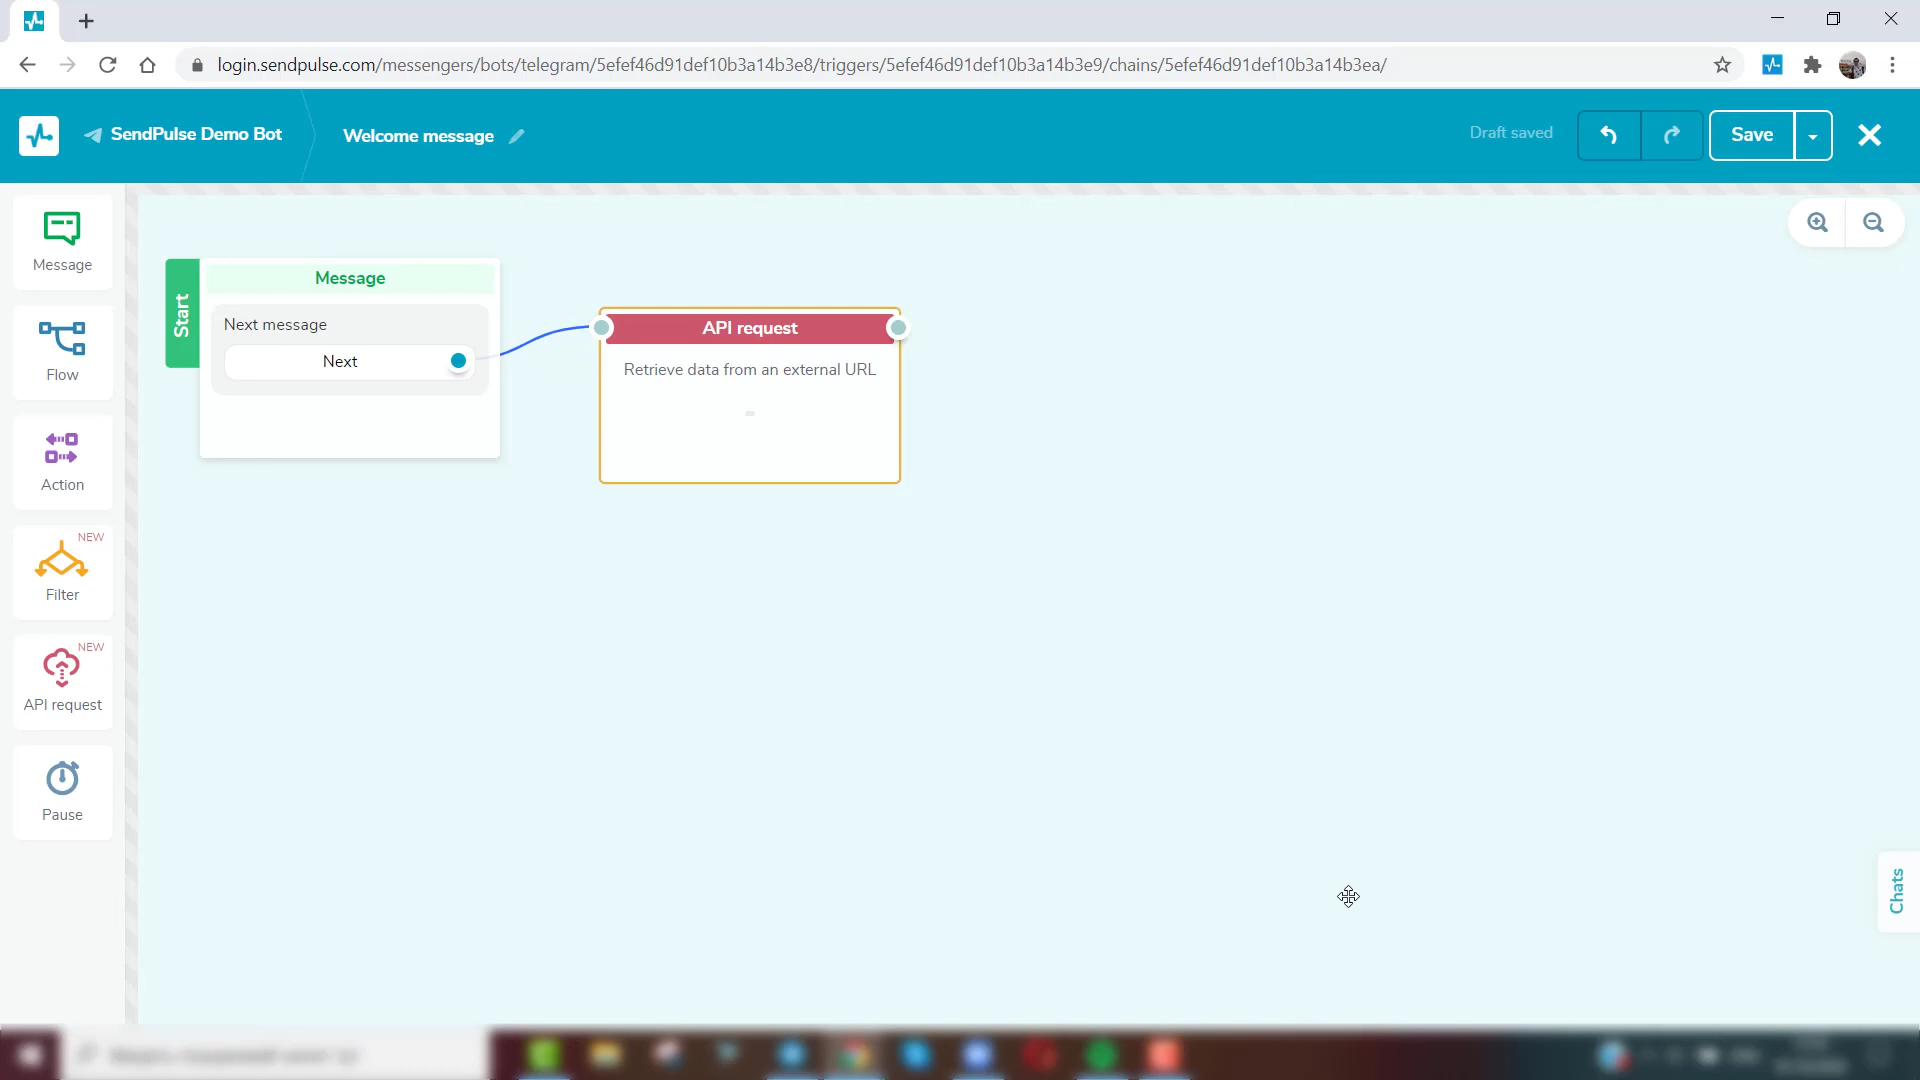 login.sendpulse.com/messengers/bots/telegram/5efef46d91def10b3a14b3e8/triggers/5efef46d91def10b3a14b3e9/chains/5efef46d91def10b3a14b3ea/
SendPulse Demo Bot
Welcome message
Draft saved
Save
Message
Flow
Action
NEW
Filter
NEW
API request
Pause
Start
Message
Next message
Next
API request
Retrieve data from an external URL
Chats